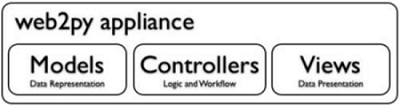 web2py appliance
Models Controllers Views
Data Representation Logic and Workflow Data Presentation